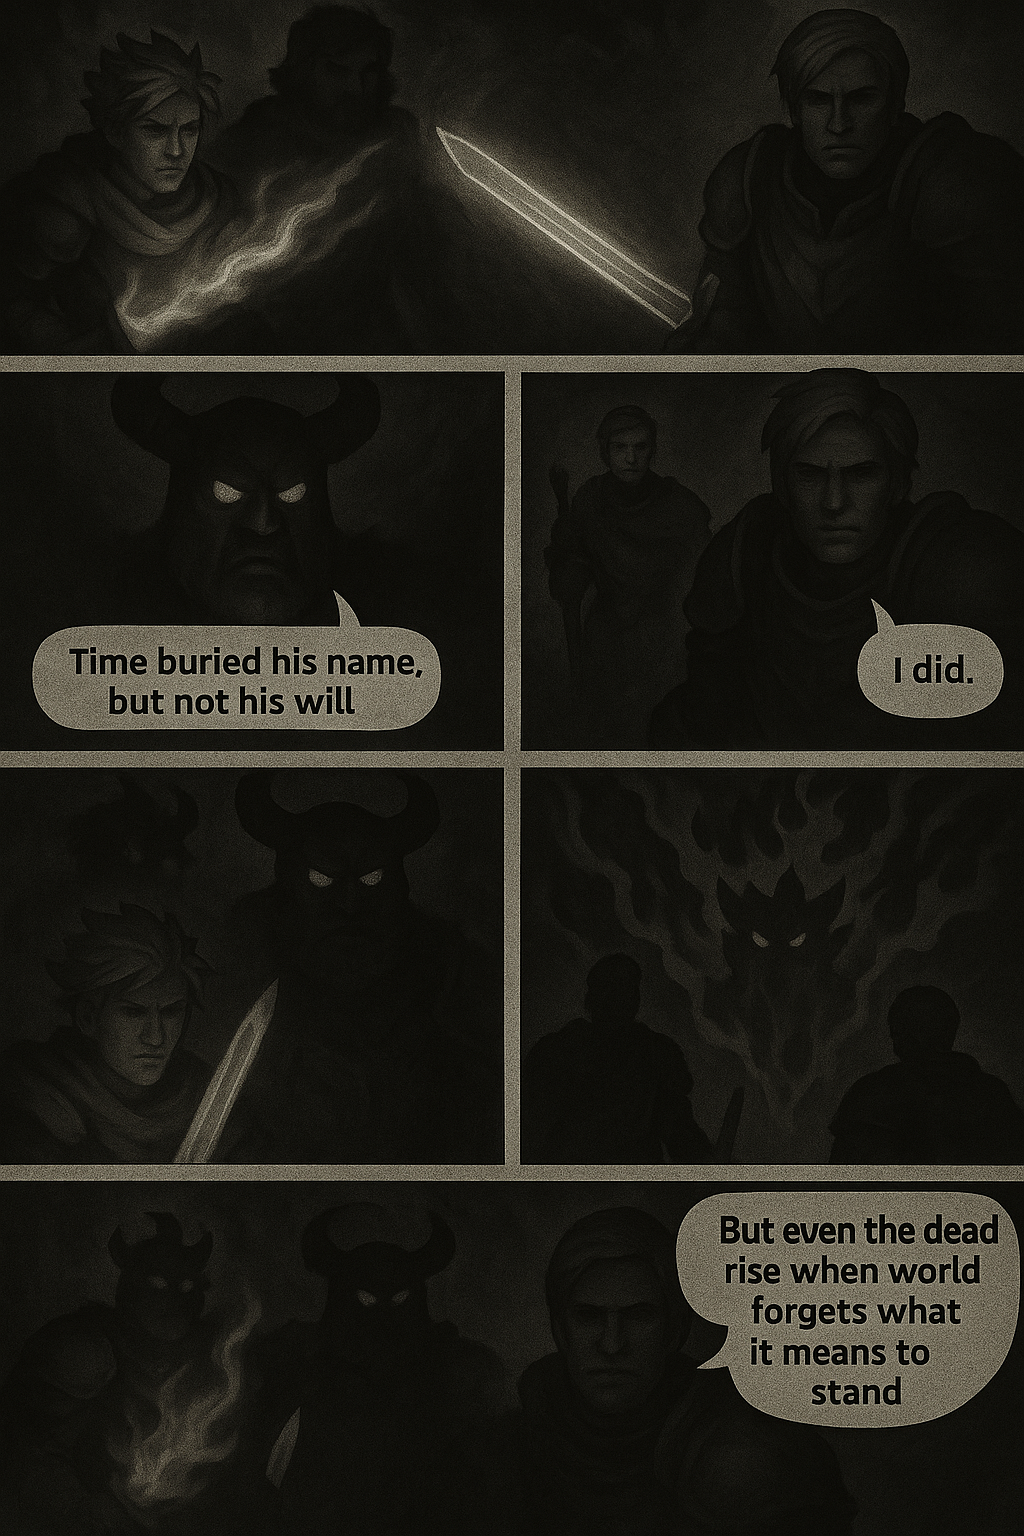 Time buried his name,
but not his will
I did.
But even the dead
rise when world
forgets what
it means to
stand